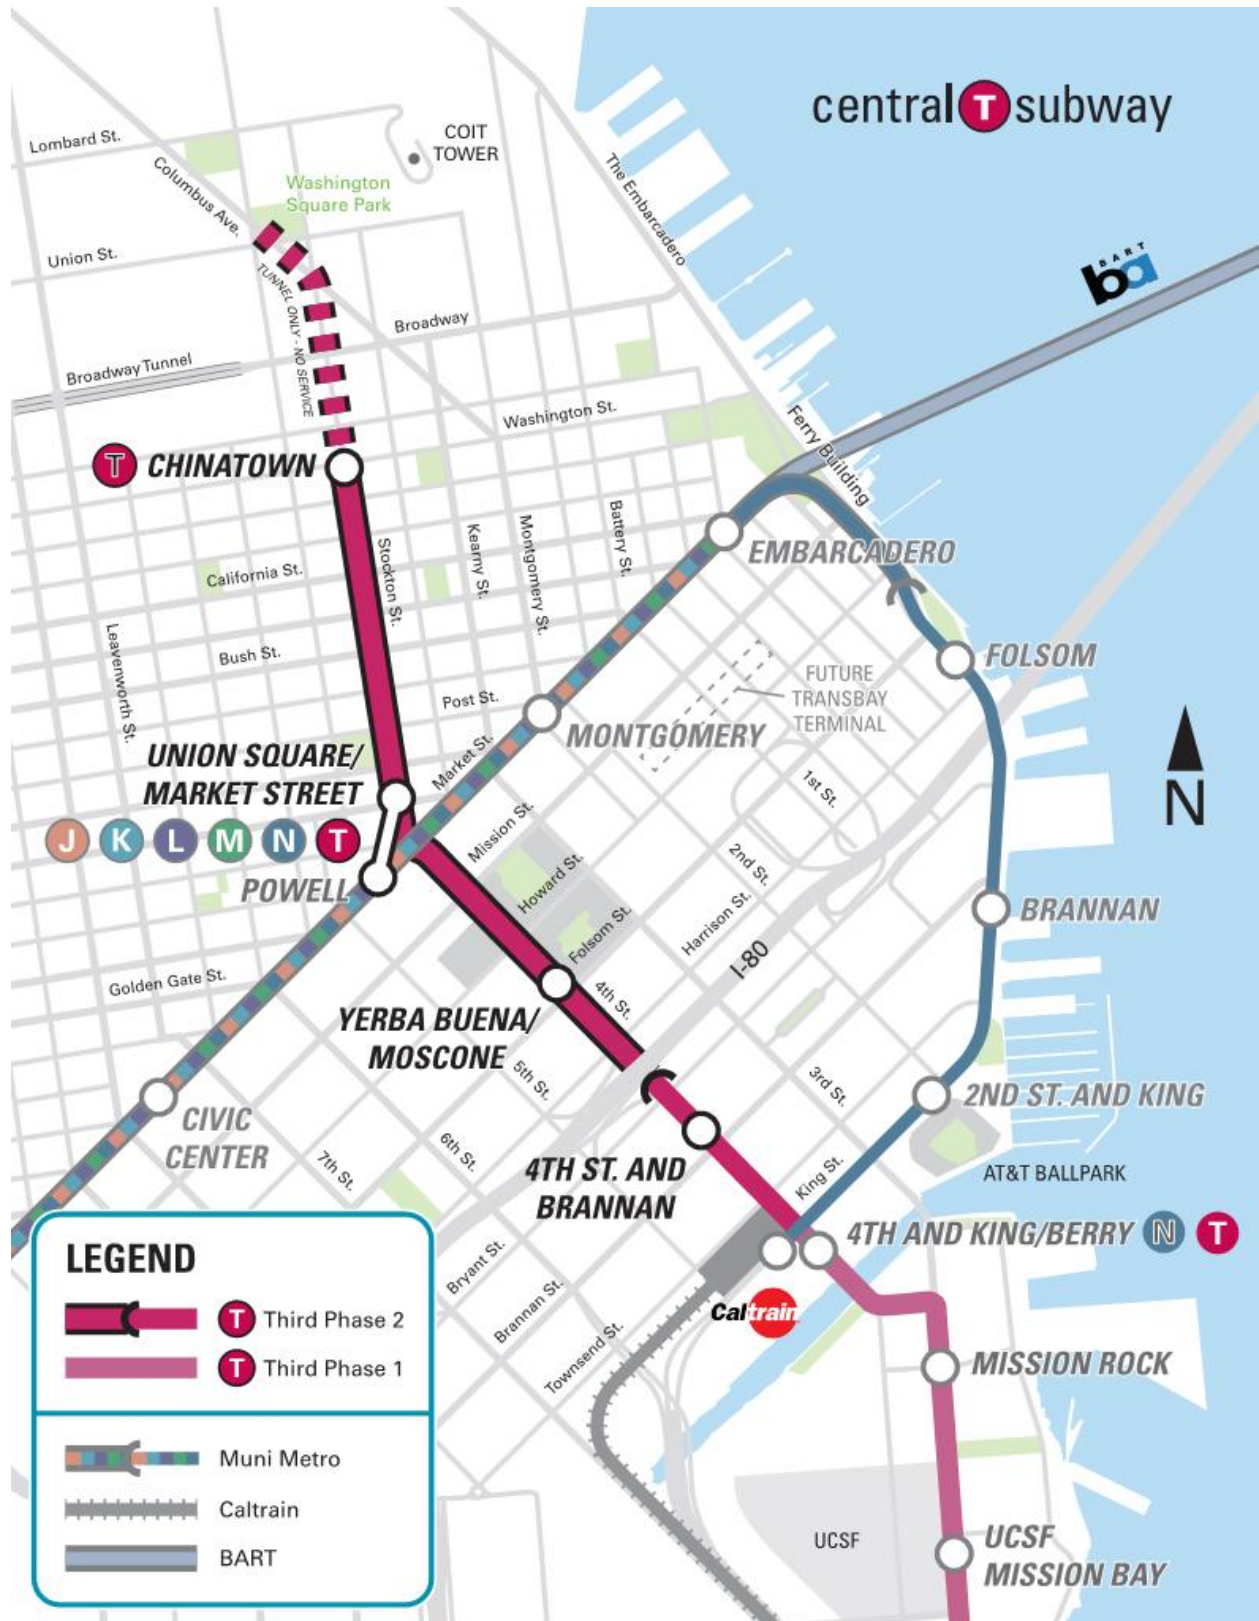 central T subway
Lombard St.
COIT
TOWER
Columbus Ave.
Washington
Square Park
The Embarcadero
Union St.
BART
ba
TUNNEL ONLY - NO SERVICE
Broadway
Broadway Tunnel
Washington St.
Ferry Building
T CHINATOWN
Stockton St.
Kearny St.
Montgomery St.
Battery St.
EMBARCADERO
California St.
Leavenworth St.
Bush St.
FOLSOM
FUTURE
TRANSBAY
TERMINAL
Post St.
MONTGOMERY
Market St.
UNION SQUARE/
MARKET STREET
J K L M N T
POWELL
1st St.
N
Mission St.
Howard St.
2nd St.
Folsom St.
Harrison St.
BRANNAN
I-80
Golden Gate St.
4th St.
YERBA BUENA/
MOSCONE
5th St.
3rd St.
2ND ST. AND KING
CIVIC
CENTER
6th St.
7th St.
4TH ST. AND
BRANNAN
King St.
AT&T BALLPARK
4TH AND KING/BERRY N T
Bryant St.
Brannan St.
Townsend St.
Caltrain
MISSION ROCK
UCSF
UCSF
MISSION BAY
LEGEND
T Third Phase 2
T Third Phase 1
Muni Metro
Caltrain
BART